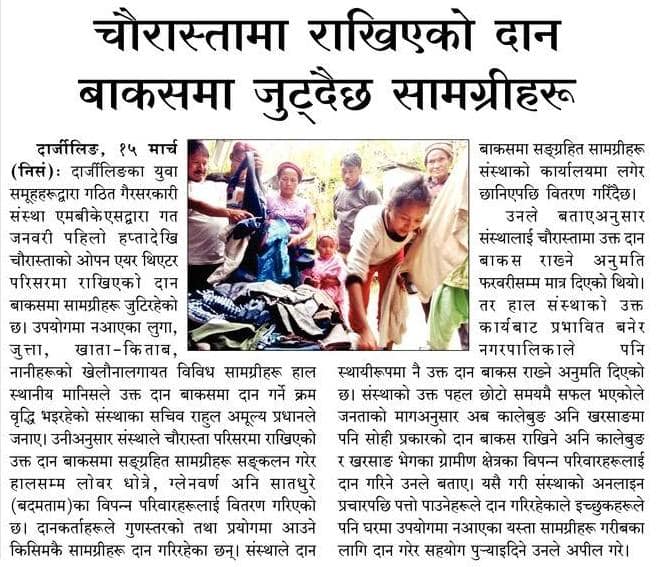 चौरास्तामा राखिएको दान
बाकसमा जुट्दैछ सामग्रीहरू
दार्जीलिङ, १५ मार्च
(निसं): दार्जीलिङका युवा
समूहहरूद्वारा गठित गैरसरकारी
संस्था एमबीकेएसद्वारा गत
जनवरी पहिलो हप्तादेखि
चौरास्ताको ओपन एयर थिएटर
परिसरमा राखिएको दान
बाकसमा सामग्रीहरू जुटिरहेको
छ। उपयोगमा नआएका लुगा,
जुत्ता, खाता-किताब,
नानीहरूको खेलौनालगायत विविध सामग्रीहरू हाल
स्थानीय मानिसले उक्त दान बाकसमा दान गर्ने क्रम
वृद्धि भइरहेको संस्थाका सचिव राहुल अमूल्य प्रधानले
जनाए। उनीअनुसार संस्थाले चौरास्ता परिसरमा राखिएको
उक्त दान बाकसमा सङ्ग्रहित सामग्रीहरू सङ्कलन गरेर
हालसम्म लोवर धोत्रे, ग्लेनवर्ण अनि सातधुरे
(बदमताम)का विपन्न परिवारहरूलाई वितरण गरिएको
छ। दानकर्ताहरूले गुणस्तरको तथा प्रयोगमा आउने
किसिमकै सामग्रीहरू दान गरिरहेका छन्। संस्थाले दान
बाकसमा सङ्ग्रहित सामग्रीहरू
संस्थाको कार्यालयमा लगेर
छानिएपछि वितरण गरिँदैछ।
उनले बताएअनुसार
संस्थालाई चौरास्तामा उक्त दान
बाकस राख्ने अनुमति
फरवरीसम्म मात्र दिएको थियो।
तर हाल संस्थाको उक्त
कार्यबाट प्रभावित बनेर
नगरपालिकाले पनि
स्थायीरूपमा नै उक्त दान बाकस राख्ने अनुमति दिएको
छ। संस्थाको उक्त पहल छोटो समयमै सफल भएकोले
जनताको मागअनुसार अब कालेबुङ अनि खरसाङमा
पनि सोही प्रकारको दान बाकस राखिने अनि कालेबुङ
र खरसाङ भेगका ग्रामीण क्षेत्रका विपन्न परिवारहरूलाई
दान गरिने उनले बताए। यसै गरी संस्थाको अनलाइन
प्रचारपछि पत्तो पाउनेहरूले दान गरिरहेकाले इच्छुकहरूले
पनि घरमा उपयोगमा नआएका यस्ता सामग्रीहरू गरीबका
लागि दान गरेर सहयोग पुऱ्याइदिने उनले अपील गरे।